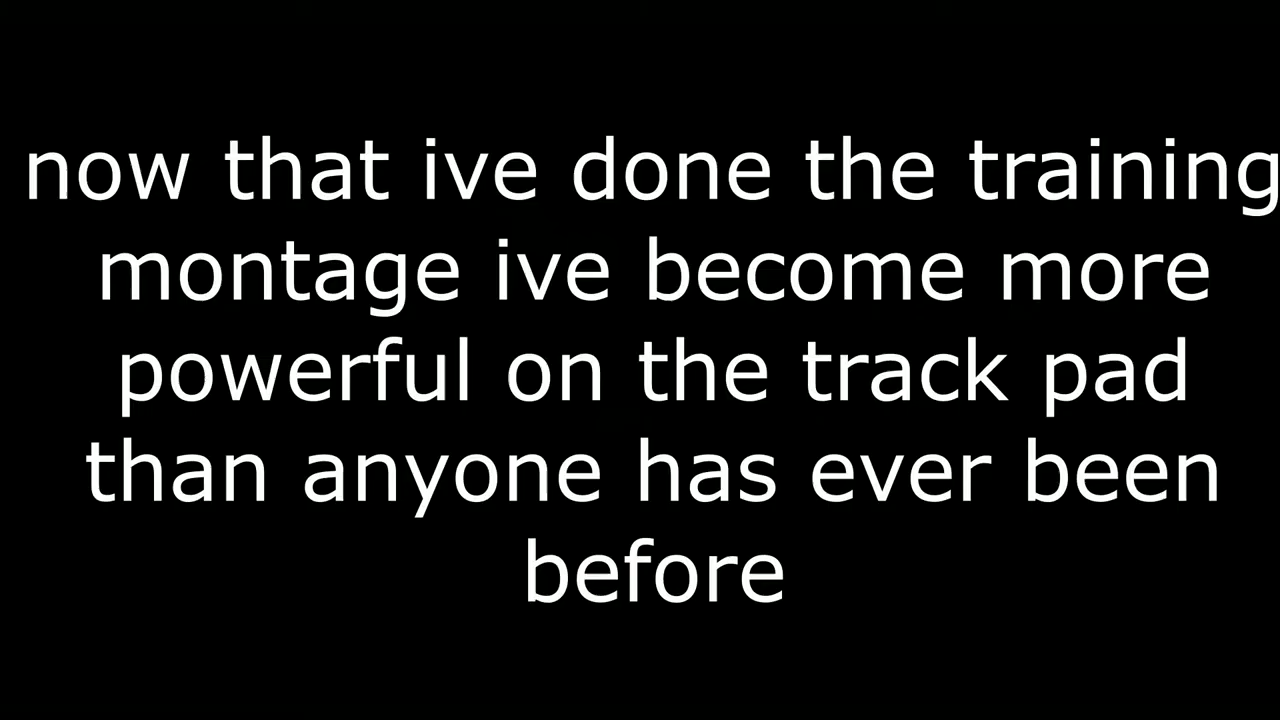 now that ive done the training
montage ive become more
powerful on the track pad
than anyone has ever been
before